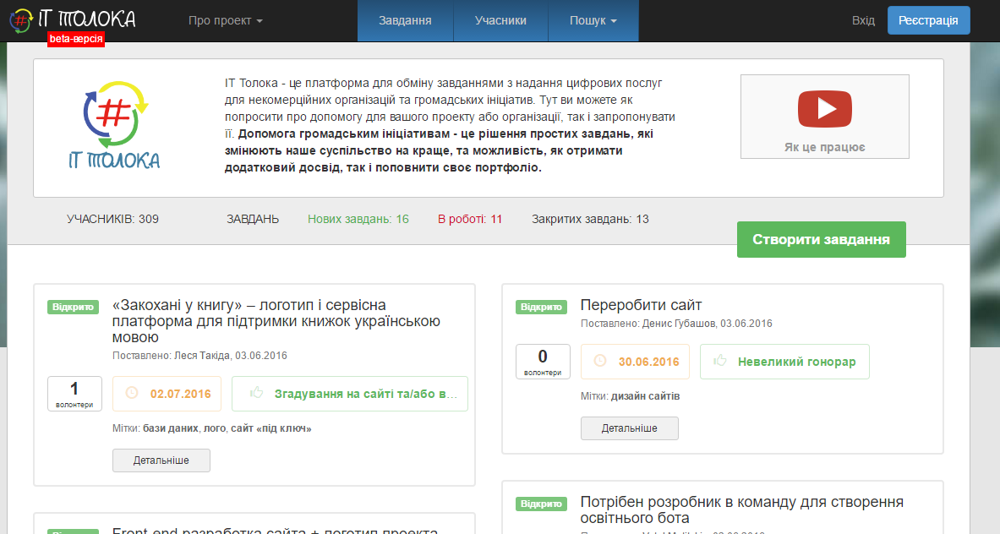 # ІТ ТОЛОКА
beta-версія
Про проект
Завдання
Учасники
Пошук
Вхід
Реєстрація
# ІТ ТОЛОКА
ІТ Толока - це платформа для обміну завданнями з надання цифрових послуг
для некомерційних організацій та громадських ініціатив. Тут ви можете як
попросити про допомогу для вашого проекту або організації, так і запропонувати
її. Допомога громадським ініціативам - це рішення простих завдань, які
змінюють наше суспільство на краще, та можливість, як отримати
додатковий досвід, так і поповнити своє портфоліо.
Як це працює
УЧАСНИКІВ: 309
ЗАВДАНЬ
Нових завдань: 16
В роботі: 11
Закритих завдань: 13
Створити завдання
Відкрито
«Закохані у книгу» – логотип і сервісна
платформа для підтримки книжок українською
мовою
Поставлено: Леся Такіда, 03.06.2016
1
волонтери
02.07.2016
Згадування на сайті та/або в...
Мітки: бази даних, лого, сайт «під ключ»
Детальніше
Відкрито
Переробити сайт
Поставлено: Денис Губашов, 03.06.2016
0
волонтери
30.06.2016
Невеликий гонорар
Мітки: дизайн сайтів
Детальніше
Відкрито
Front-end разработка сайта + логотип проекта
Відкрито
Потрібен розробник в команду для створення
освітнього бота